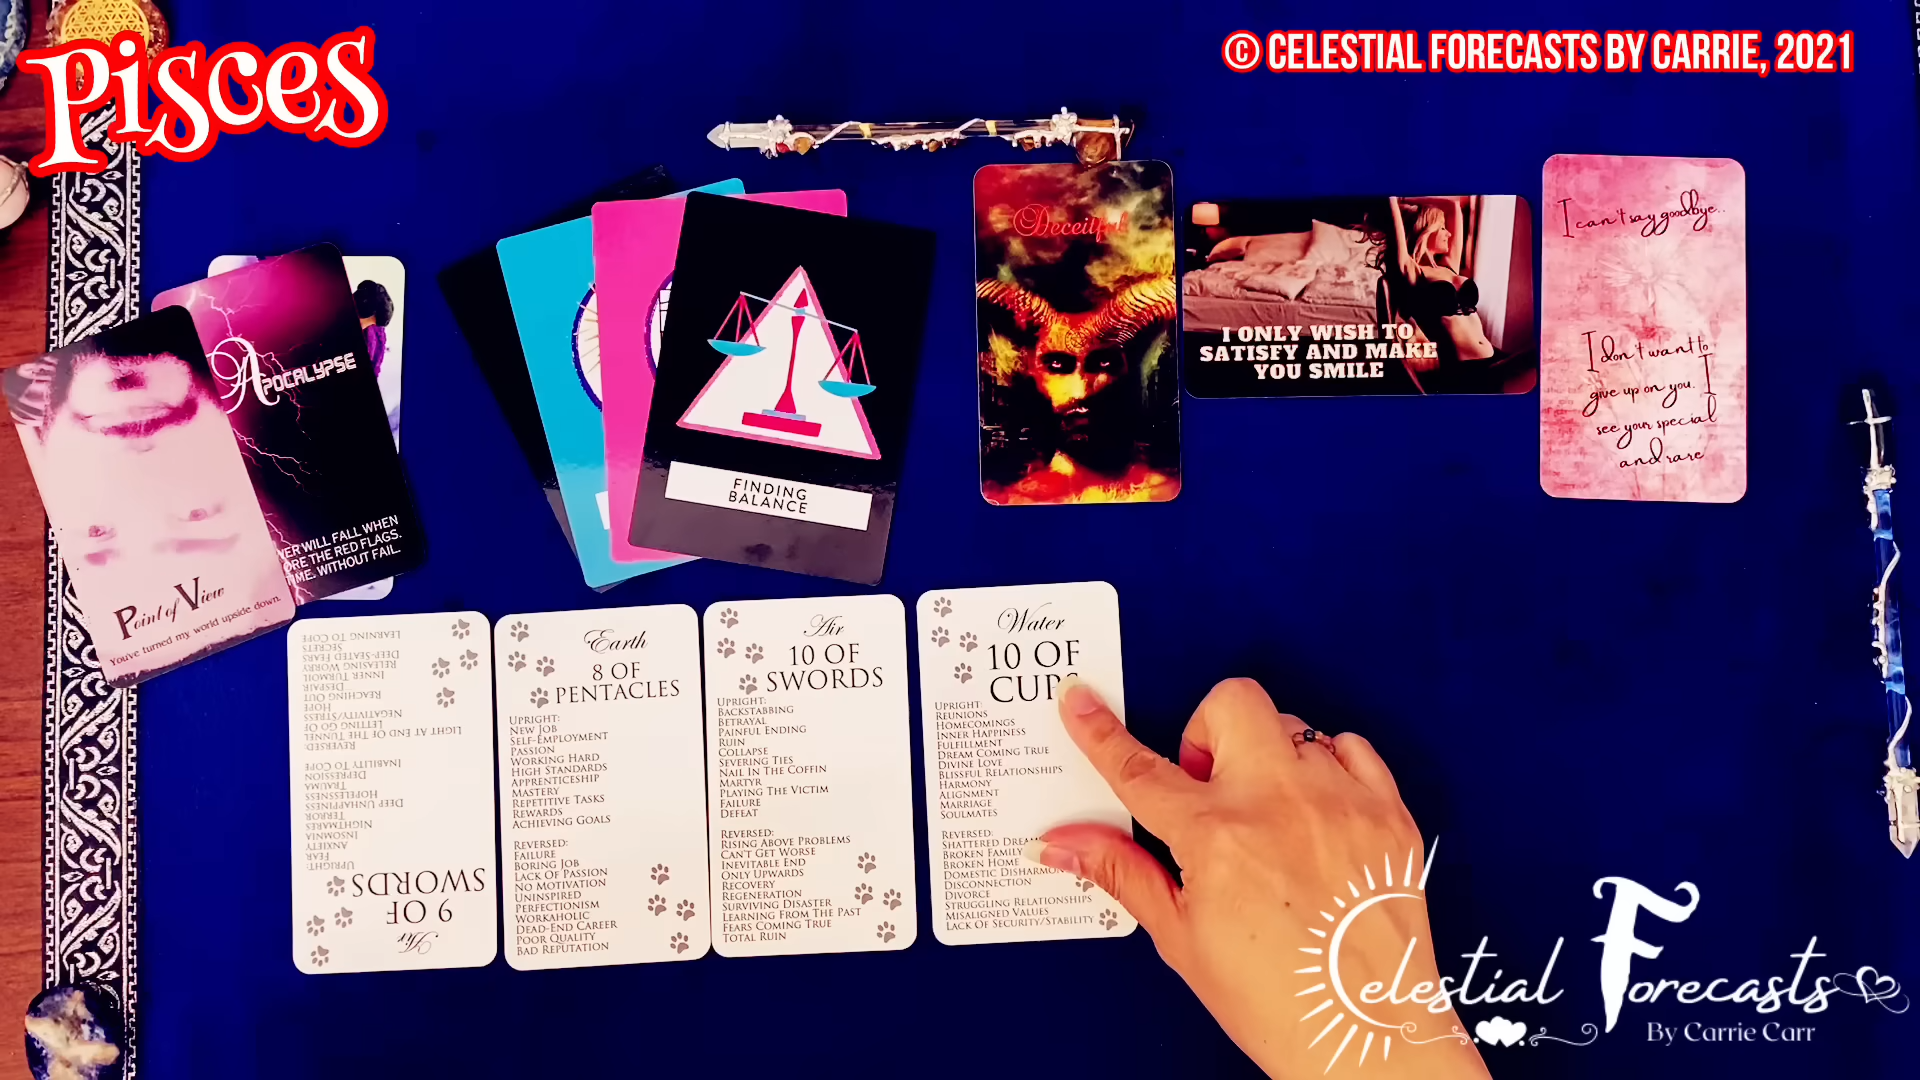 Pisces
© CELESTIAL FORECASTS BY CARRIE, 2021
Deceitful
I ONLY WISH TO
SATISFY AND MAKE
YOU SMILE
I can't say goodbye...
I don't want to
give up on you. I
see your special
and rare
APOCALYPSE
WILL FALL WHEN
THE RED FLAGS.
TIME. WITHOUT FAIL.
Point of View
You've turned my world upside down.
FINDING
BALANCE
Air
9 OF
SWORDS
UPRIGHT:
FEAR
ANXIETY
INSOMNIA
NIGHTMARES
TERROR
DEEP UNHAPPINESS
HOPELESSNESS
TRAUMA
DEPRESSION
INABILITY TO COPE
REVERSED:
LIGHT AT END OF THE TUNNEL
LETTING GO OF
NEGATIVITY/STRESS
HOPE
REACHING OUT
DESPAIR
INNER TURMOIL
RELEASING WORRY
DEEP-SEATED FEARS
SECRETS
LEARNING TO COPE
Earth
8 OF
PENTACLES
UPRIGHT:
NEW JOB
SELF-EMPLOYMENT
PASSION
WORKING HARD
HIGH STANDARDS
APPRENTICESHIP
MASTERY
REPETITIVE TASKS
REWARDS
ACHIEVING GOALS
REVERSED:
FAILURE
BORING JOB
LACK OF PASSION
NO MOTIVATION
UNINSPIRED
PERFECTIONISM
WORKAHOLIC
DEAD-END CAREER
POOR QUALITY
BAD REPUTATION
Air
10 OF
SWORDS
UPRIGHT:
BACKSTABBING
BETRAYAL
PAINFUL ENDING
RUIN
COLLAPSE
SEVERING TIES
NAIL IN THE COFFIN
MARTYR
PLAYING THE VICTIM
FAILURE
DEFEAT
REVERSED:
RISING ABOVE PROBLEMS
CAN'T GET WORSE
INEVITABLE END
ONLY UPWARDS
RECOVERY
REGENERATION
SURVIVING DISASTER
LEARNING FROM THE PAST
FEARS COMING TRUE
TOTAL RUIN
Water
10 OF
CUPS
UPRIGHT:
REUNIONS
HOMECOMINGS
INNER HAPPINESS
FULFILLMENT
DREAM COMING TRUE
DIVINE LOVE
BLISSFUL RELATIONSHIPS
HARMONY
ALIGNMENT
MARRIAGE
SOULMATES
REVERSED:
SHATTERED
BROKEN FAMILY
BROKEN HOME
DOMESTIC DISHARMONY
DISCONNECTION
DIVORCE
STRUGGLING RELATIONSHIPS
MISALIGNED VALUES
LACK OF SECURITY/STABILITY
Celestial Forecasts
By Carrie Carr